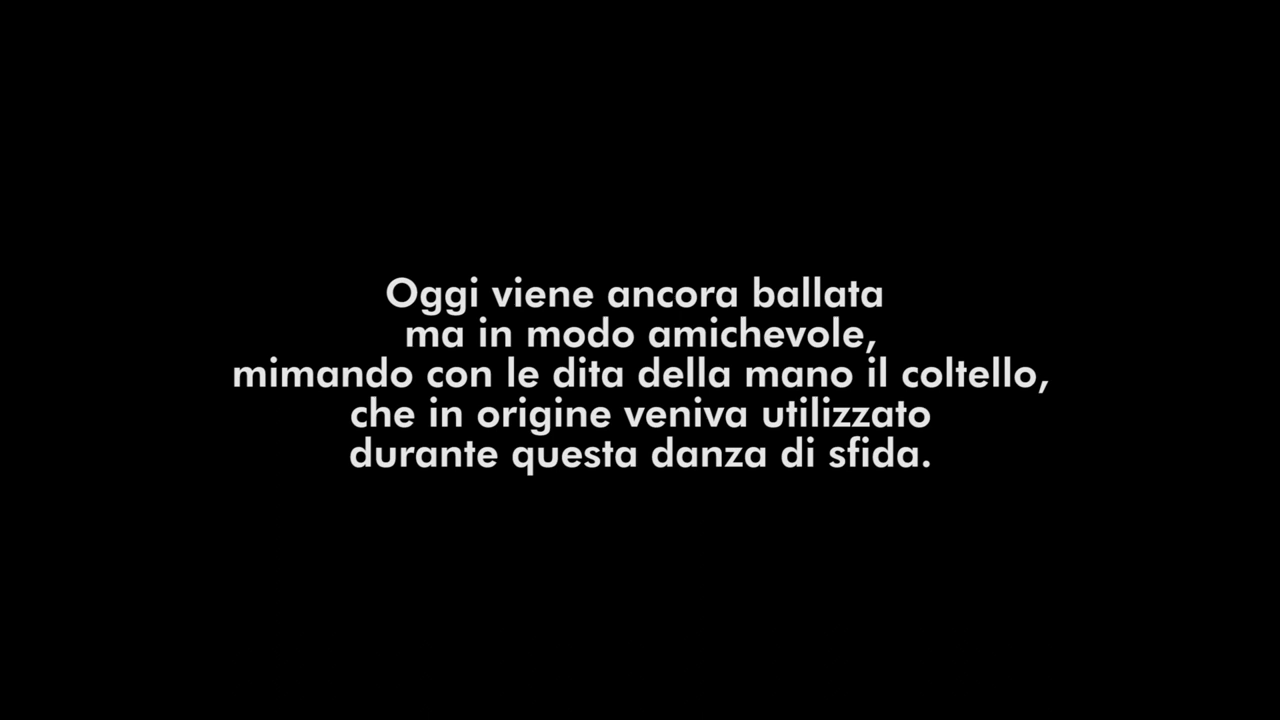 Oggi viene ancora ballata
ma in modo amichevole,
mimando con le dita della mano il coltello,
che in origine veniva utilizzato
durante questa danza di sfida.